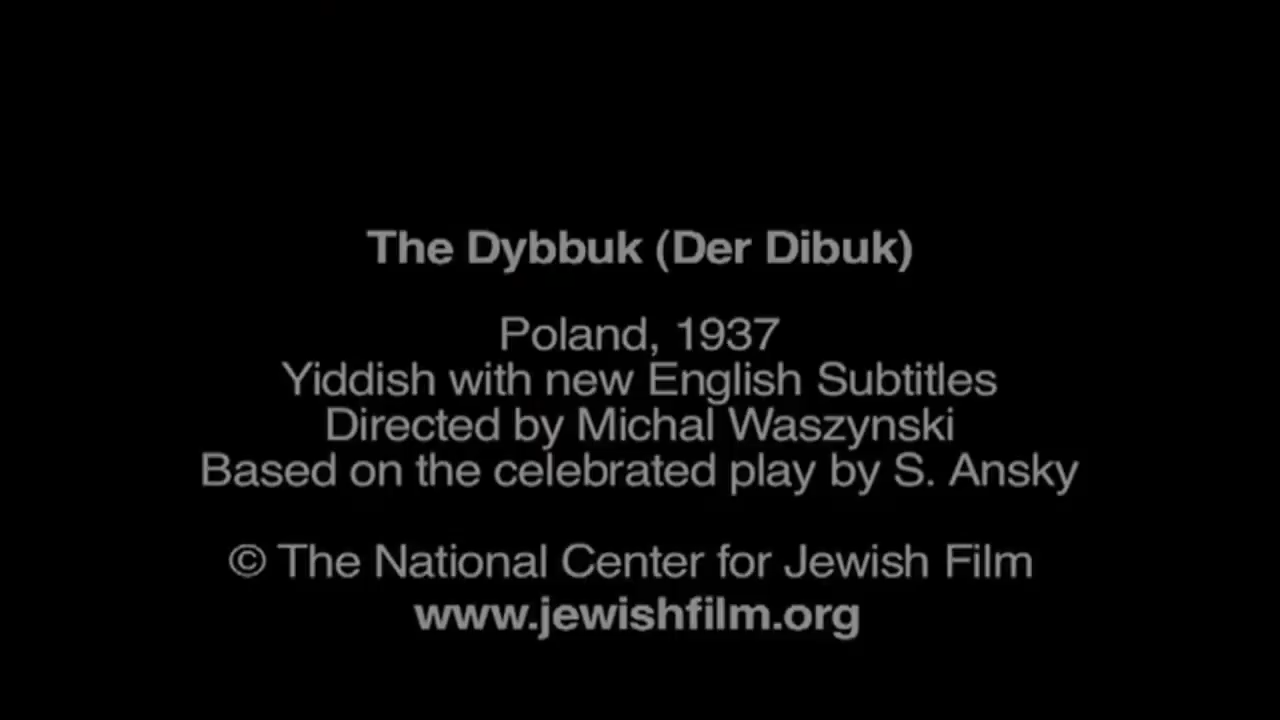 The Dybbuk (Der Dibuk)
Poland, 1937
Yiddish with new English Subtitles
Directed by Michal Waszynski
Based on the celebrated play by S. Ansky
© The National Center for Jewish Film
www.jewishfilm.org